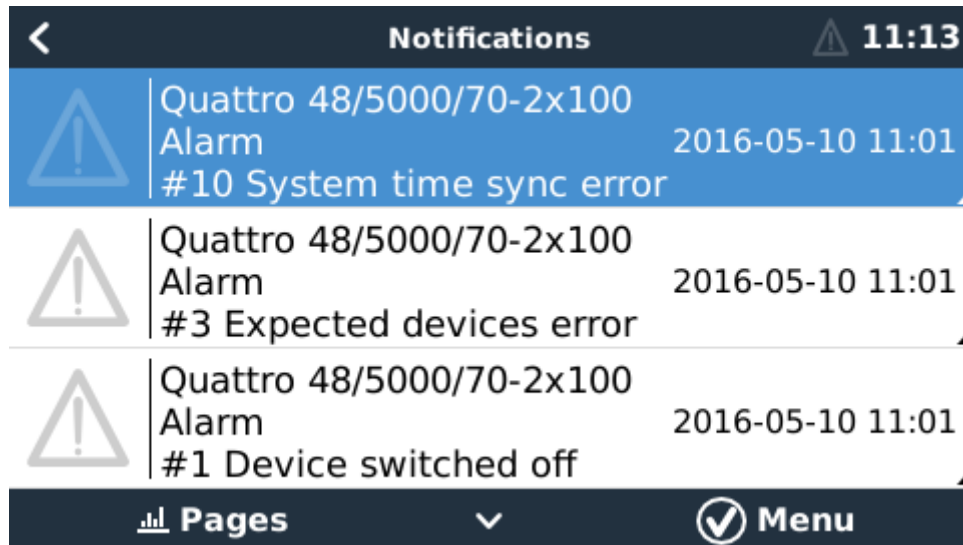 Notifications
11:13
Quattro 48/5000/70-2x100
Alarm
2016-05-10 11:01
#10 System time sync error
Quattro 48/5000/70-2x100
Alarm
2016-05-10 11:01
#3 Expected devices error
Quattro 48/5000/70-2x100
Alarm
2016-05-10 11:01
#1 Device switched off
Pages
Menu